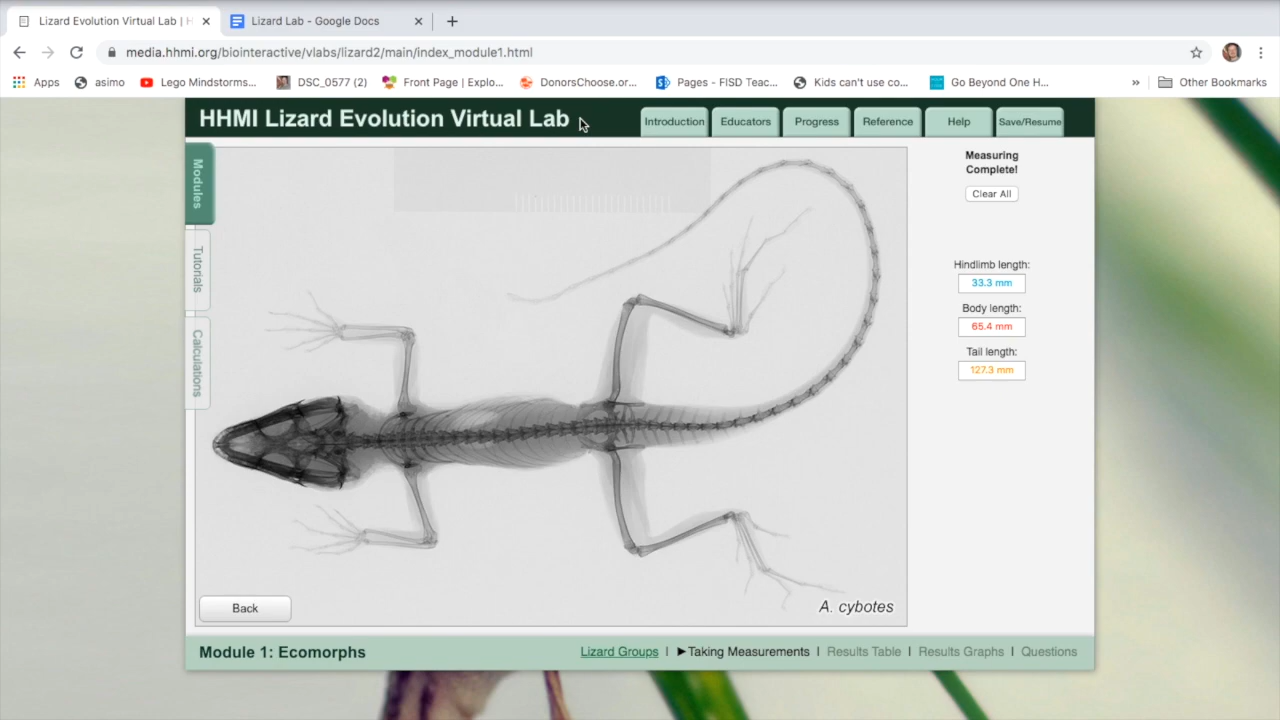 Lizard Evolution Virtual Lab | H
Lizard Lab - Google Docs
media.hhmi.org/biointeractive/vlabs/lizard2/main/index_module1.html
Apps
asimo
Lego Mindstorms...
DSC_0577 (2)
Front Page | Explo...
DonorsChoose.or...
Pages - FISD Teac...
Kids can't use co...
Go Beyond One H...
»
Other Bookmarks
HHMI Lizard Evolution Virtual Lab
Introduction
Educators
Progress
Reference
Help
Save/Resume
Modules
Tutorials
Calculations
Measuring
Complete!
Clear All
Hindlimb length:
33.3 mm
Body length:
65.4 mm
Tail length:
127.3 mm
Back
A. cybotes
Module 1: Ecomorphs
Lizard Groups | ▶Taking Measurements | Results Table | Results Graphs | Questions